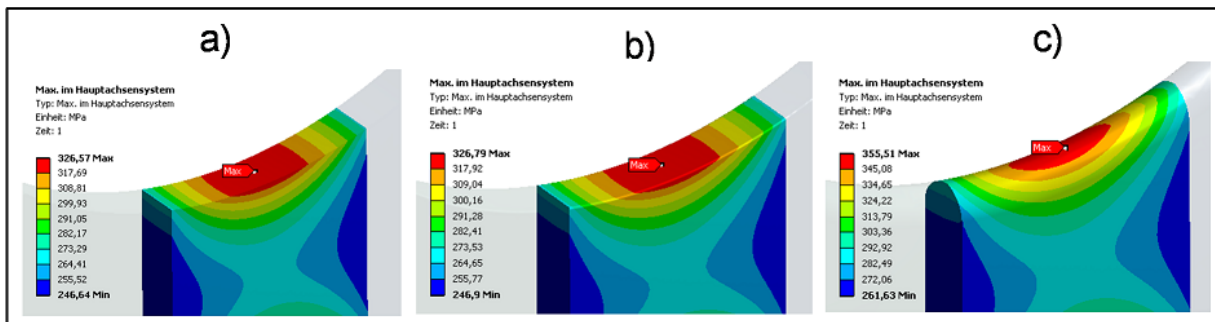 a)
Max. im Hauptachsensystem
Typ: Max. im Hauptachsensystem
Einheit: MPa
Zeit: 1
326,57 Max
317,69
308,81
299,93
291,05
282,17
273,29
264,41
255,52
246,64 Min
Max
b)
Max. im Hauptachsensystem
Typ: Max. im Hauptachsensystem
Einheit: MPa
Zeit: 1
326,79 Max
317,92
309,04
300,16
291,28
282,41
273,53
264,65
255,77
246,9 Min
Max
c)
Max. im Hauptachsensystem
Typ: Max. im Hauptachsensystem
Einheit: MPa
Zeit: 1
355,51 Max
345,08
334,65
324,22
313,79
303,36
292,92
282,49
272,06
261,63 Min
Max